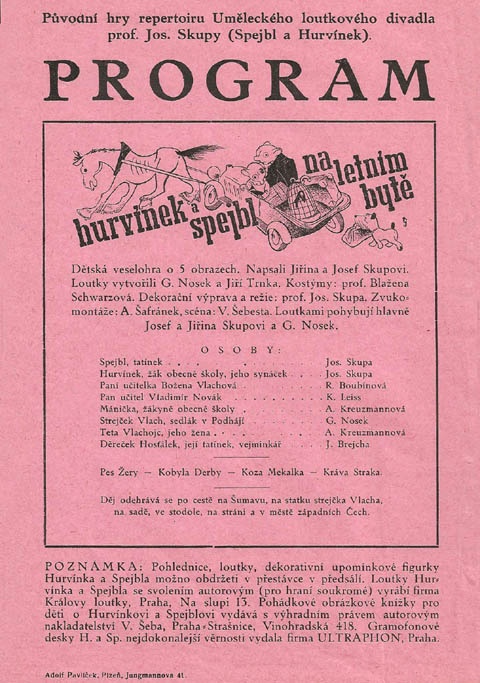 Původní hry repertoiru Uměleckého loutkového divadla
prof. Jos. Skupy (Spejbl a Hurvínek).
PROGRAM
hurvínek a spejbl na letním bytě
Dětská veselohra o 5 obrazech. Napsali Jiřina a Josef Skupovi.
Loutky vytvořili G. Nosek a Jiří Trnka. Kostýmy: prof. Blažena
Schwarzová. Dekorační výprava a režie: prof. Jos. Skupa. Zvuko-
montáže: A. Šafránek, scéna: V. Šebesta. Loutkami pohybují hlavně
Josef a Jiřina Skupovi a G. Nosek.
OSOBY:
Spejbl, tatínek . . . . . . . . . Jos. Skupa
Hurvínek, žák obecné školy, jeho synáček . . . . Jos. Skupa
Paní učitelka Božena Vlachová . . . . . . R. Boubínová
Pan učitel Vladimír Novák . . . . . . . K. Leiss
Mánička, žákyně obecné školy . . . . . . A. Kreuzmannová
Strejček Vlach, sedlák v Podhájí . . . . . G. Nosek
Teta Vlachojc, jeho žena . . . . . . . A. Kreuzmannová
Děreček Hosťálek, její tatínek, vejminkář . . . . J. Brejcha.
Pes Žery — Kobyla Derby — Koza Mekalka — Kráva Straka.
Děj odehrává se po cestě na Šumavu, na statku strejčka Vlacha,
na sadě, ve stodole, na stráni a v městě západních Čech.
POZNÁMKA: Pohlednice, loutky, dekorativní upomínkové figurky
Hurvínka a Spejbla možno obdržeti v přestávce v předsálí. Loutky Hur-
vínka a Spejbla se svolením autorovým (pro hraní soukromé) vyrábí firma
Královy loutky, Praha, Na slupi 13. Pohádkové obrázkové knížky pro
děti o Hurvínkovi a Spejblovi vydává s výhradním právem autorovým
nakladatelství V. Šeba, Praha-Strašnice, Vinohradská 418. Gramofonové
desky H. a Sp. nejdokonalejší věrnosti vydala firma ULTRAPHON, Praha.
Adolf Pavlíček, Plzeň, Jungmannova 41.